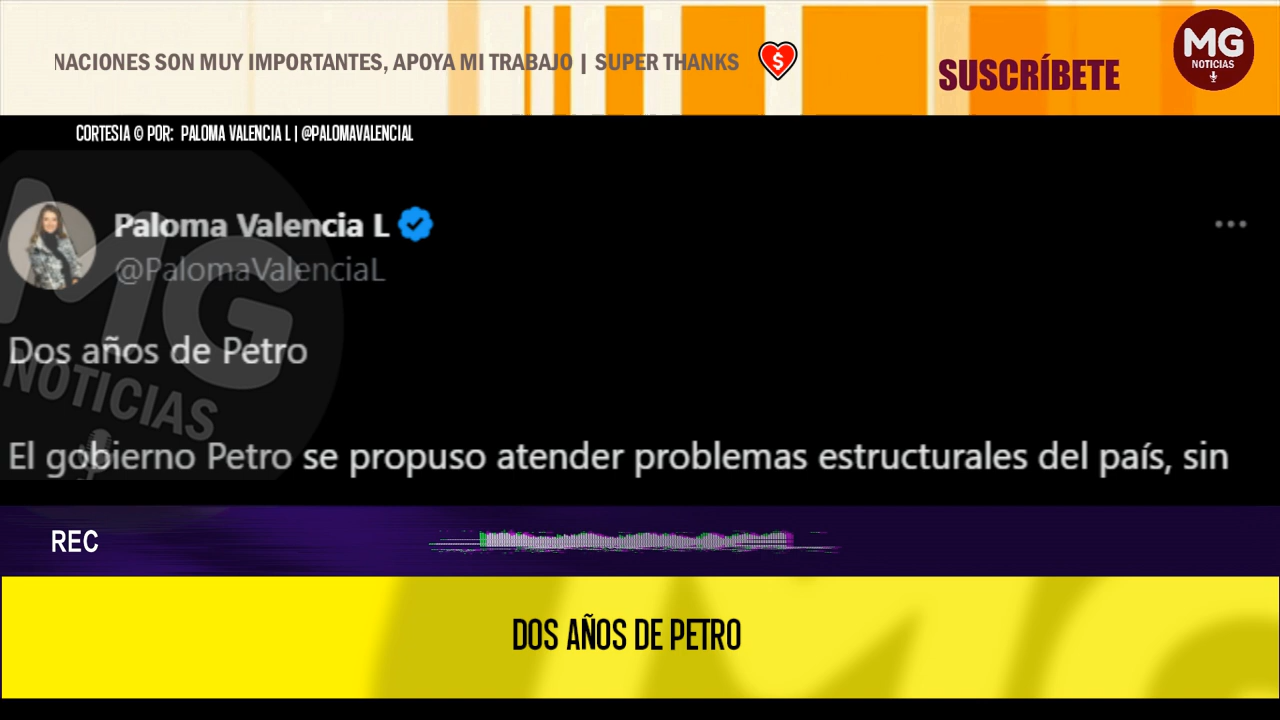 NACIONES SON MUY IMPORTANTES, APOYA MI TRABAJO | SUPER THANKS
SUSCRÍBETE
MG
NOTICIAS
CORTESIA © POR: PALOMA VALENCIA L | @PALOMAVALENCIAL
Paloma Valencia L
@PalomaValenciaL
MG
NOTICIAS
Dos años de Petro
El gobierno Petro se propuso atender problemas estructurales del país, sin
REC
DOS AÑOS DE PETRO